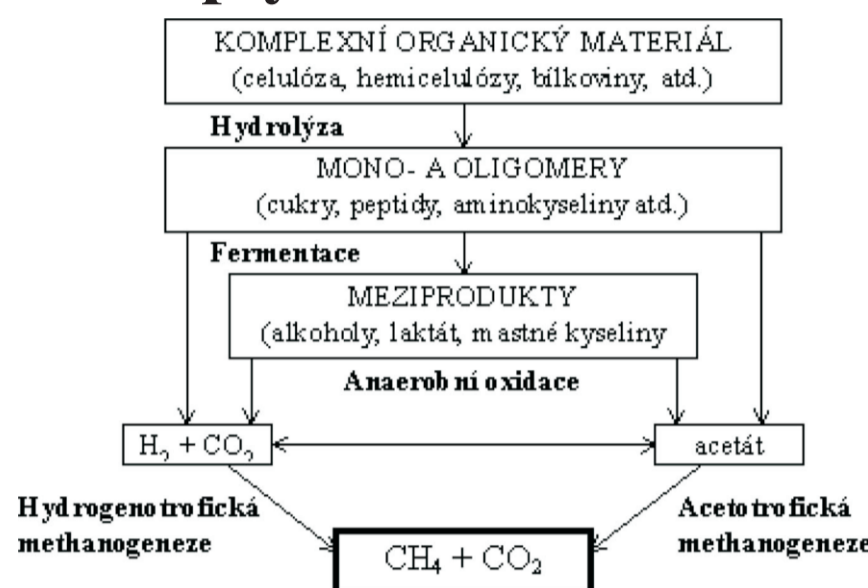 KOMPLEXNÍ ORGANICKÝ MATERIÁL
(celulóza, hemicelulózy, bílkoviny, atd.)
Hydrolýza
MONO- A OLIGOMERY
(cukry, peptidy, aminokyseliny atd.)
Fermentace
MEZIPRODUKTY
(alkoholy, laktát, mastné kyseliny
Anaerobní oxidace
H₂ + CO₂
acetát
Hydrogenotrofická
methanogeneze
Acetotrofická
methanogeneze
CH₄ + CO₂